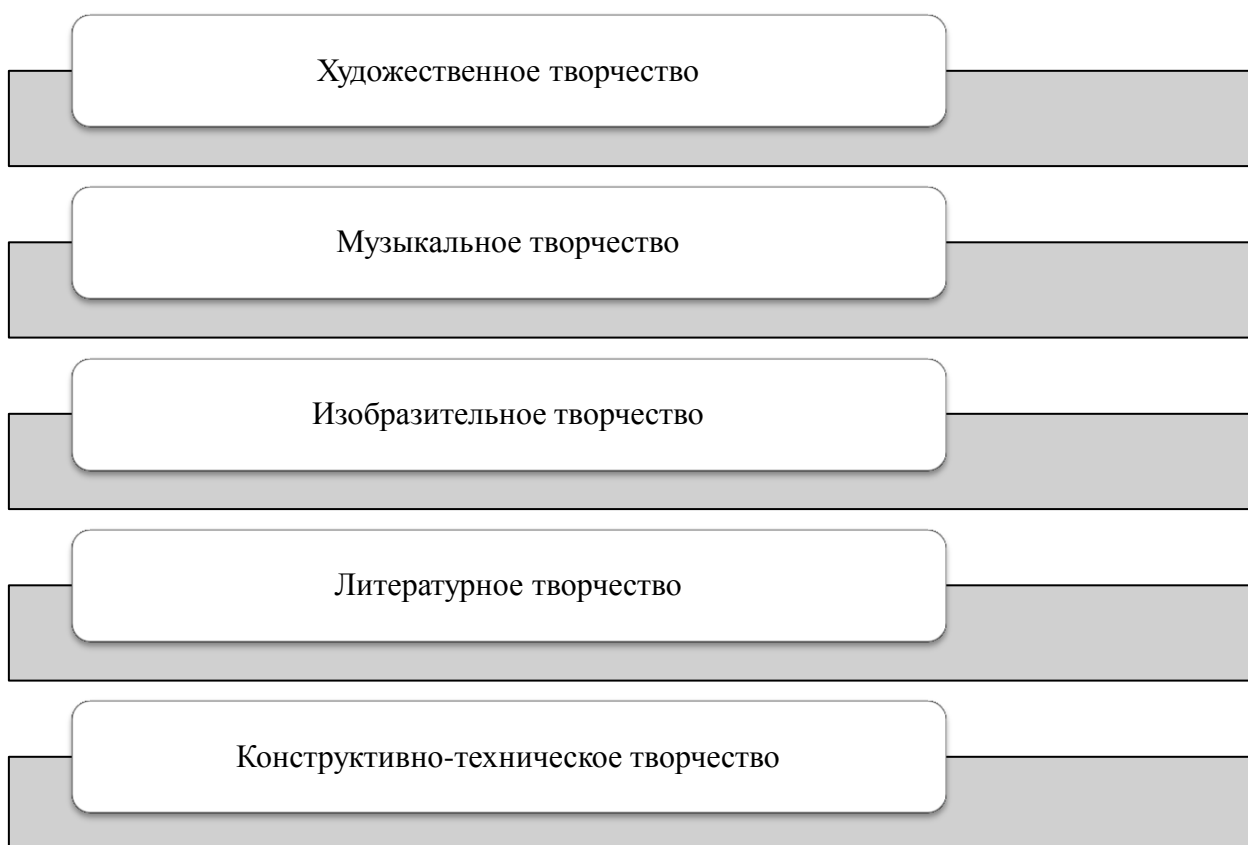 Художественное творчество
Музыкальное творчество
Изобразительное творчество
Литературное творчество
Конструктивно-техническое творчество